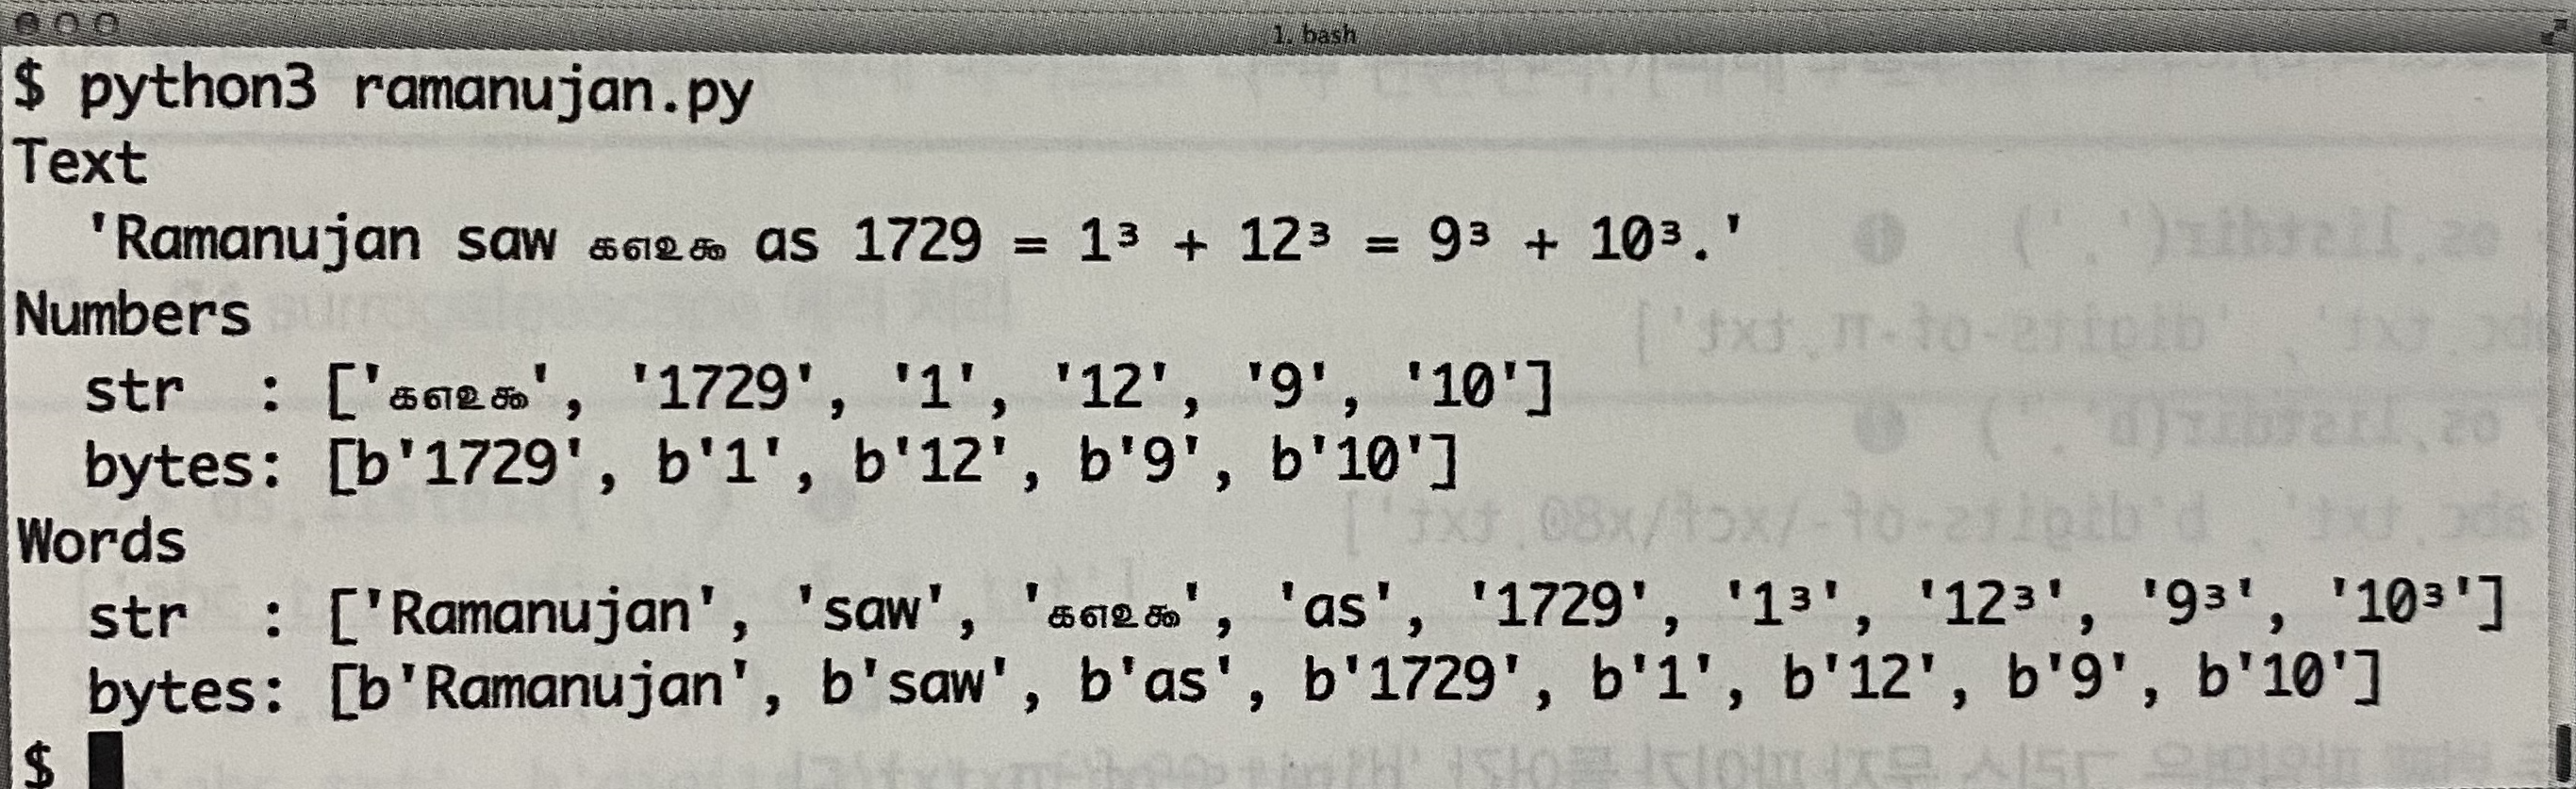 1. bash
$ python3 ramanujan.py
Text
  'Ramanujan saw ௧௭௨௯ as 1729 = 1³ + 12³ = 9³ + 10³.'
Numbers
  str  : ['௧௭௨௯', '1729', '1', '12', '9', '10']
  bytes: [b'1729', b'1', b'12', b'9', b'10']
Words
  str  : ['Ramanujan', 'saw', '௧௭௨௯', 'as', '1729', '1³', '12³', '9³', '10³']
  bytes: [b'Ramanujan', b'saw', b'as', b'1729', b'1', b'12', b'9', b'10']
$